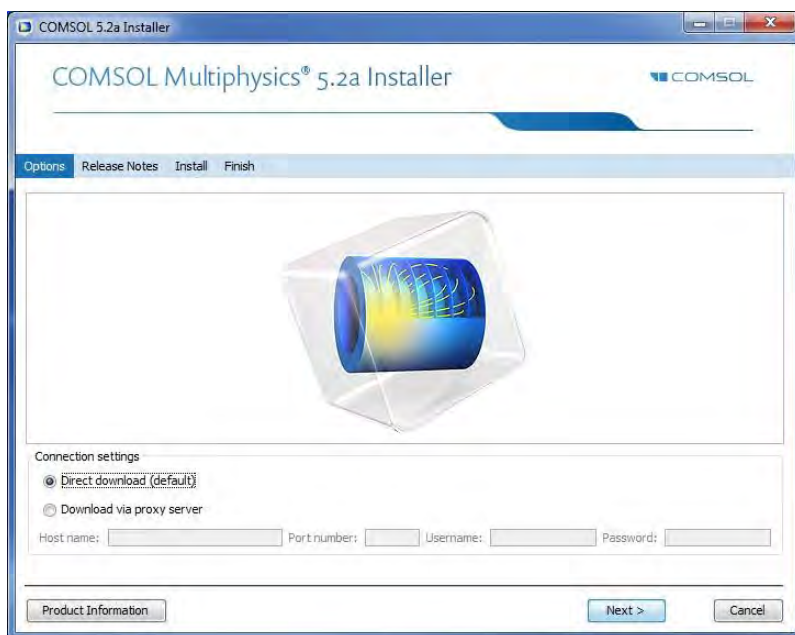 COMSOL 5.2a Installer
COMSOL Multiphysics® 5.2a Installer
COMSOL
Options Release Notes Install Finish
Connection settings
Direct download (default)
Download via proxy server
Host name: Port number: Username: Password:
Product Information Next > Cancel